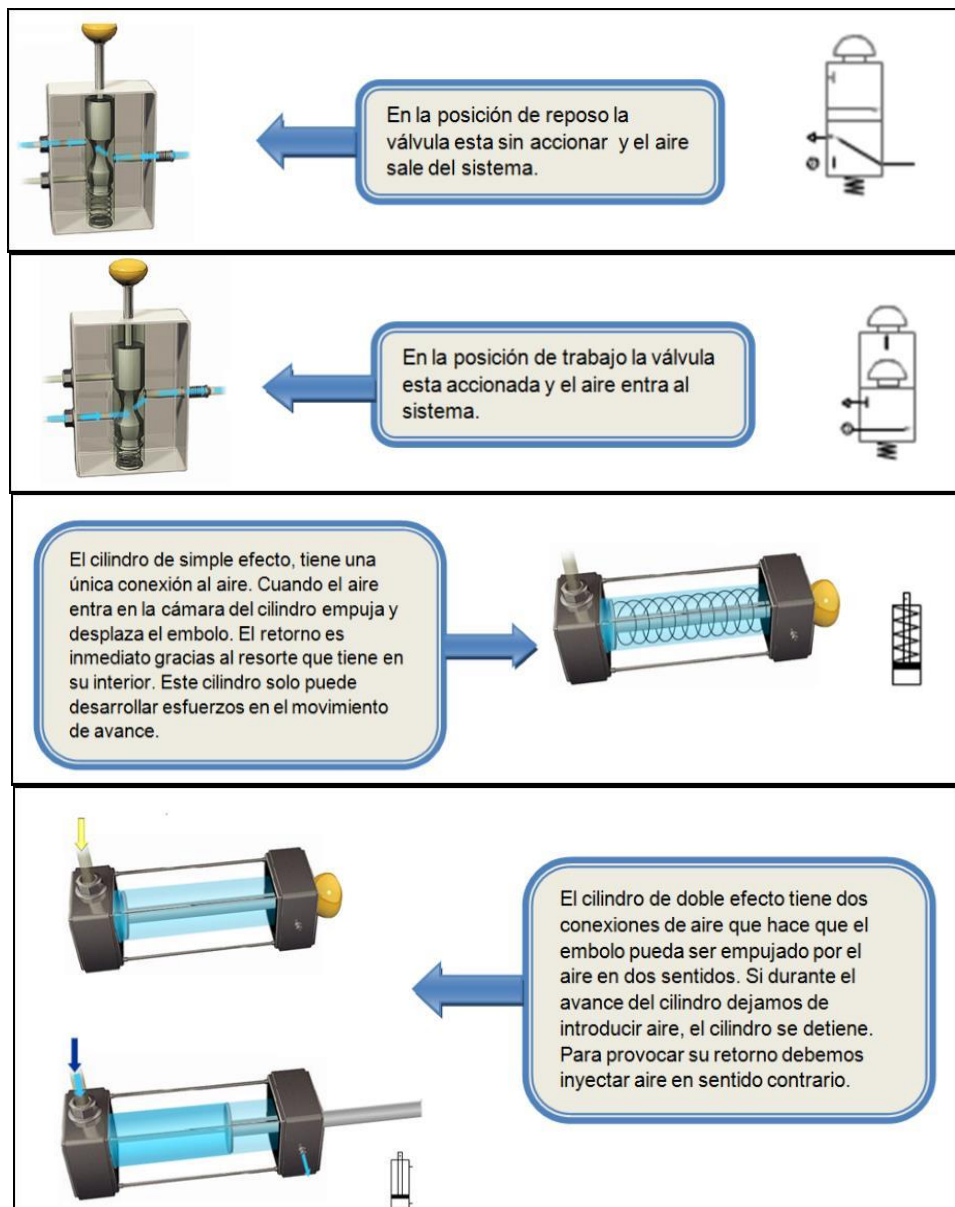 En la posición de reposo la
válvula esta sin accionar y el aire
sale del sistema.
En la posición de trabajo la válvula
esta accionada y el aire entra al
sistema.
El cilindro de simple efecto, tiene una
única conexión al aire. Cuando el aire
entra en la cámara del cilindro empuja y
desplaza el embolo. El retorno es
inmediato gracias al resorte que tiene en
su interior. Este cilindro solo puede
desarrollar esfuerzos en el movimiento
de avance.
El cilindro de doble efecto tiene dos
conexiones de aire que hace que el
embolo pueda ser empujado por el
aire en dos sentidos. Si durante el
avance del cilindro dejamos de
introducir aire, el cilindro se detiene.
Para provocar su retorno debemos
inyectar aire en sentido contrario.